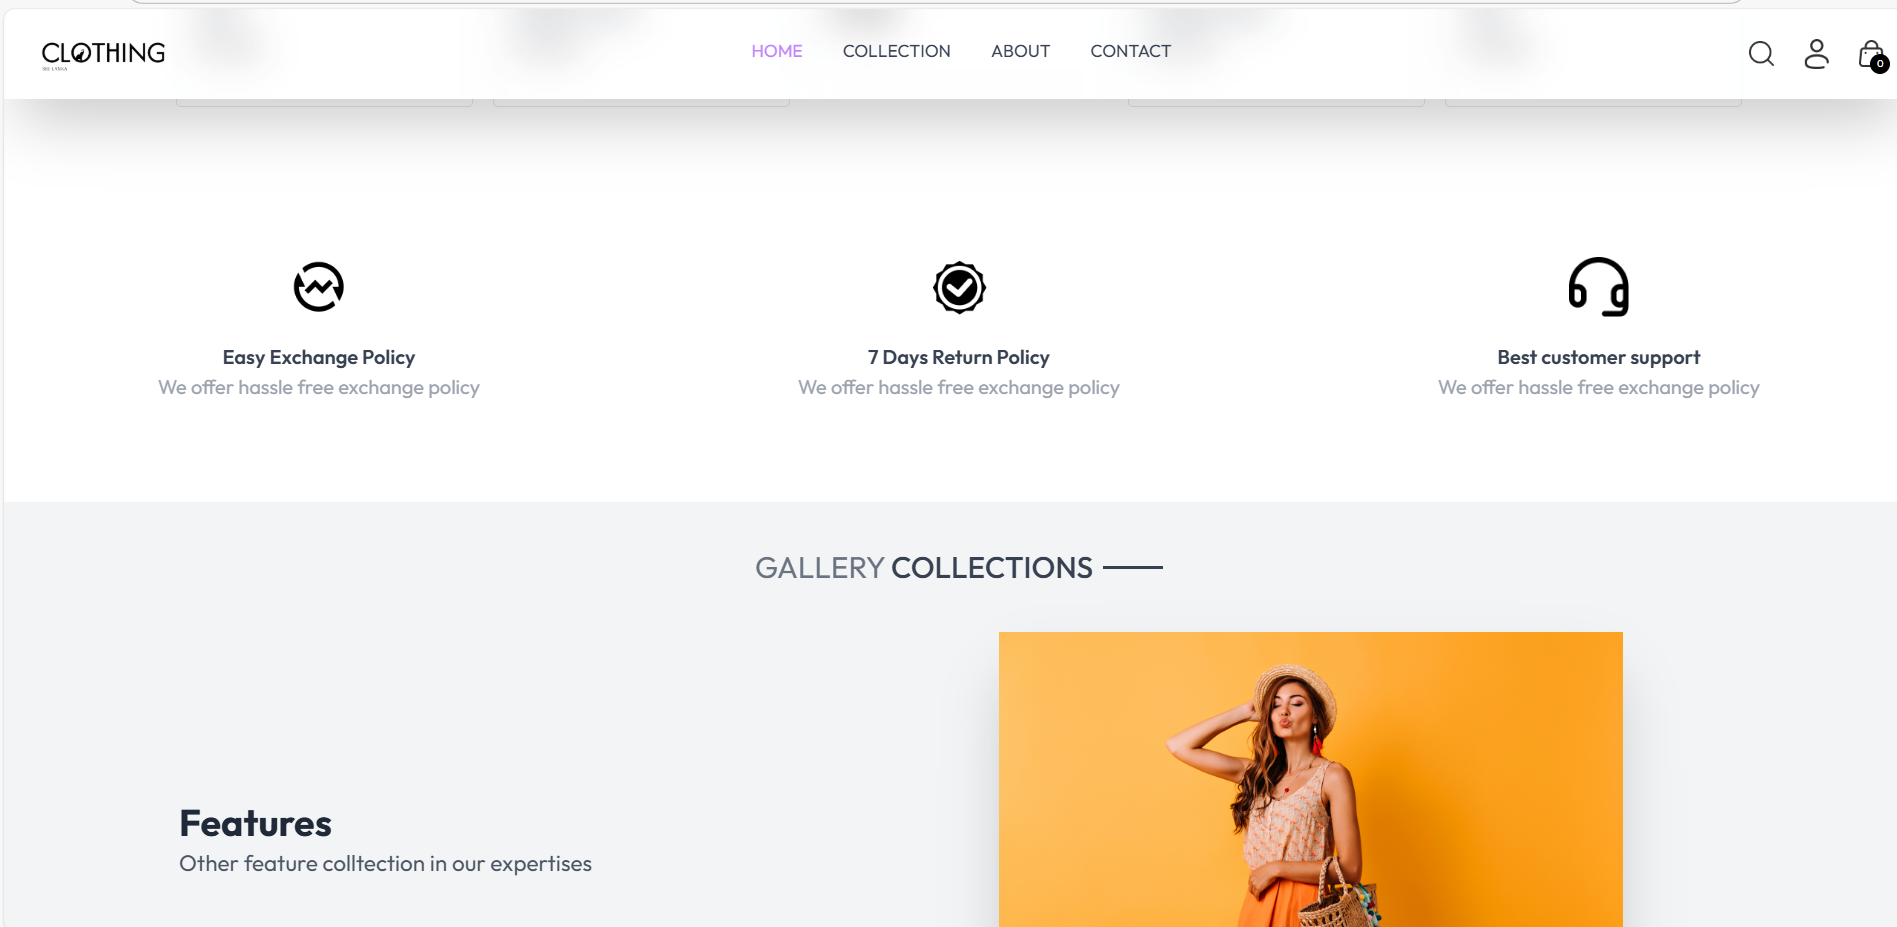 CLOTHING
SRI LANKA
HOME
COLLECTION
ABOUT
CONTACT
0
Easy Exchange Policy
We offer hassle free exchange policy
7 Days Return Policy
We offer hassle free exchange policy
Best customer support
We offer hassle free exchange policy
GALLERY COLLECTIONS
Features
Other feature colltection in our expertises